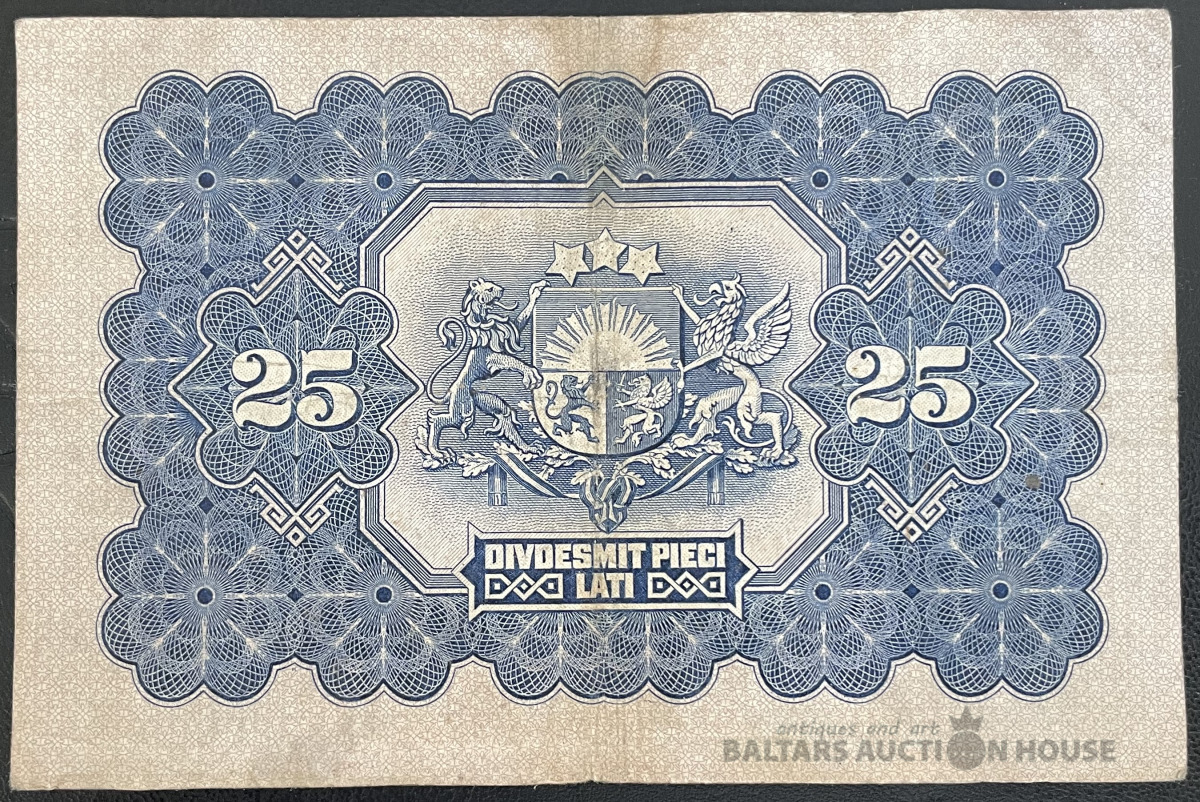 25
25
DIVDESMIT PIECI
LATI
antiques and art
BALTARS AUCTION HOUSE